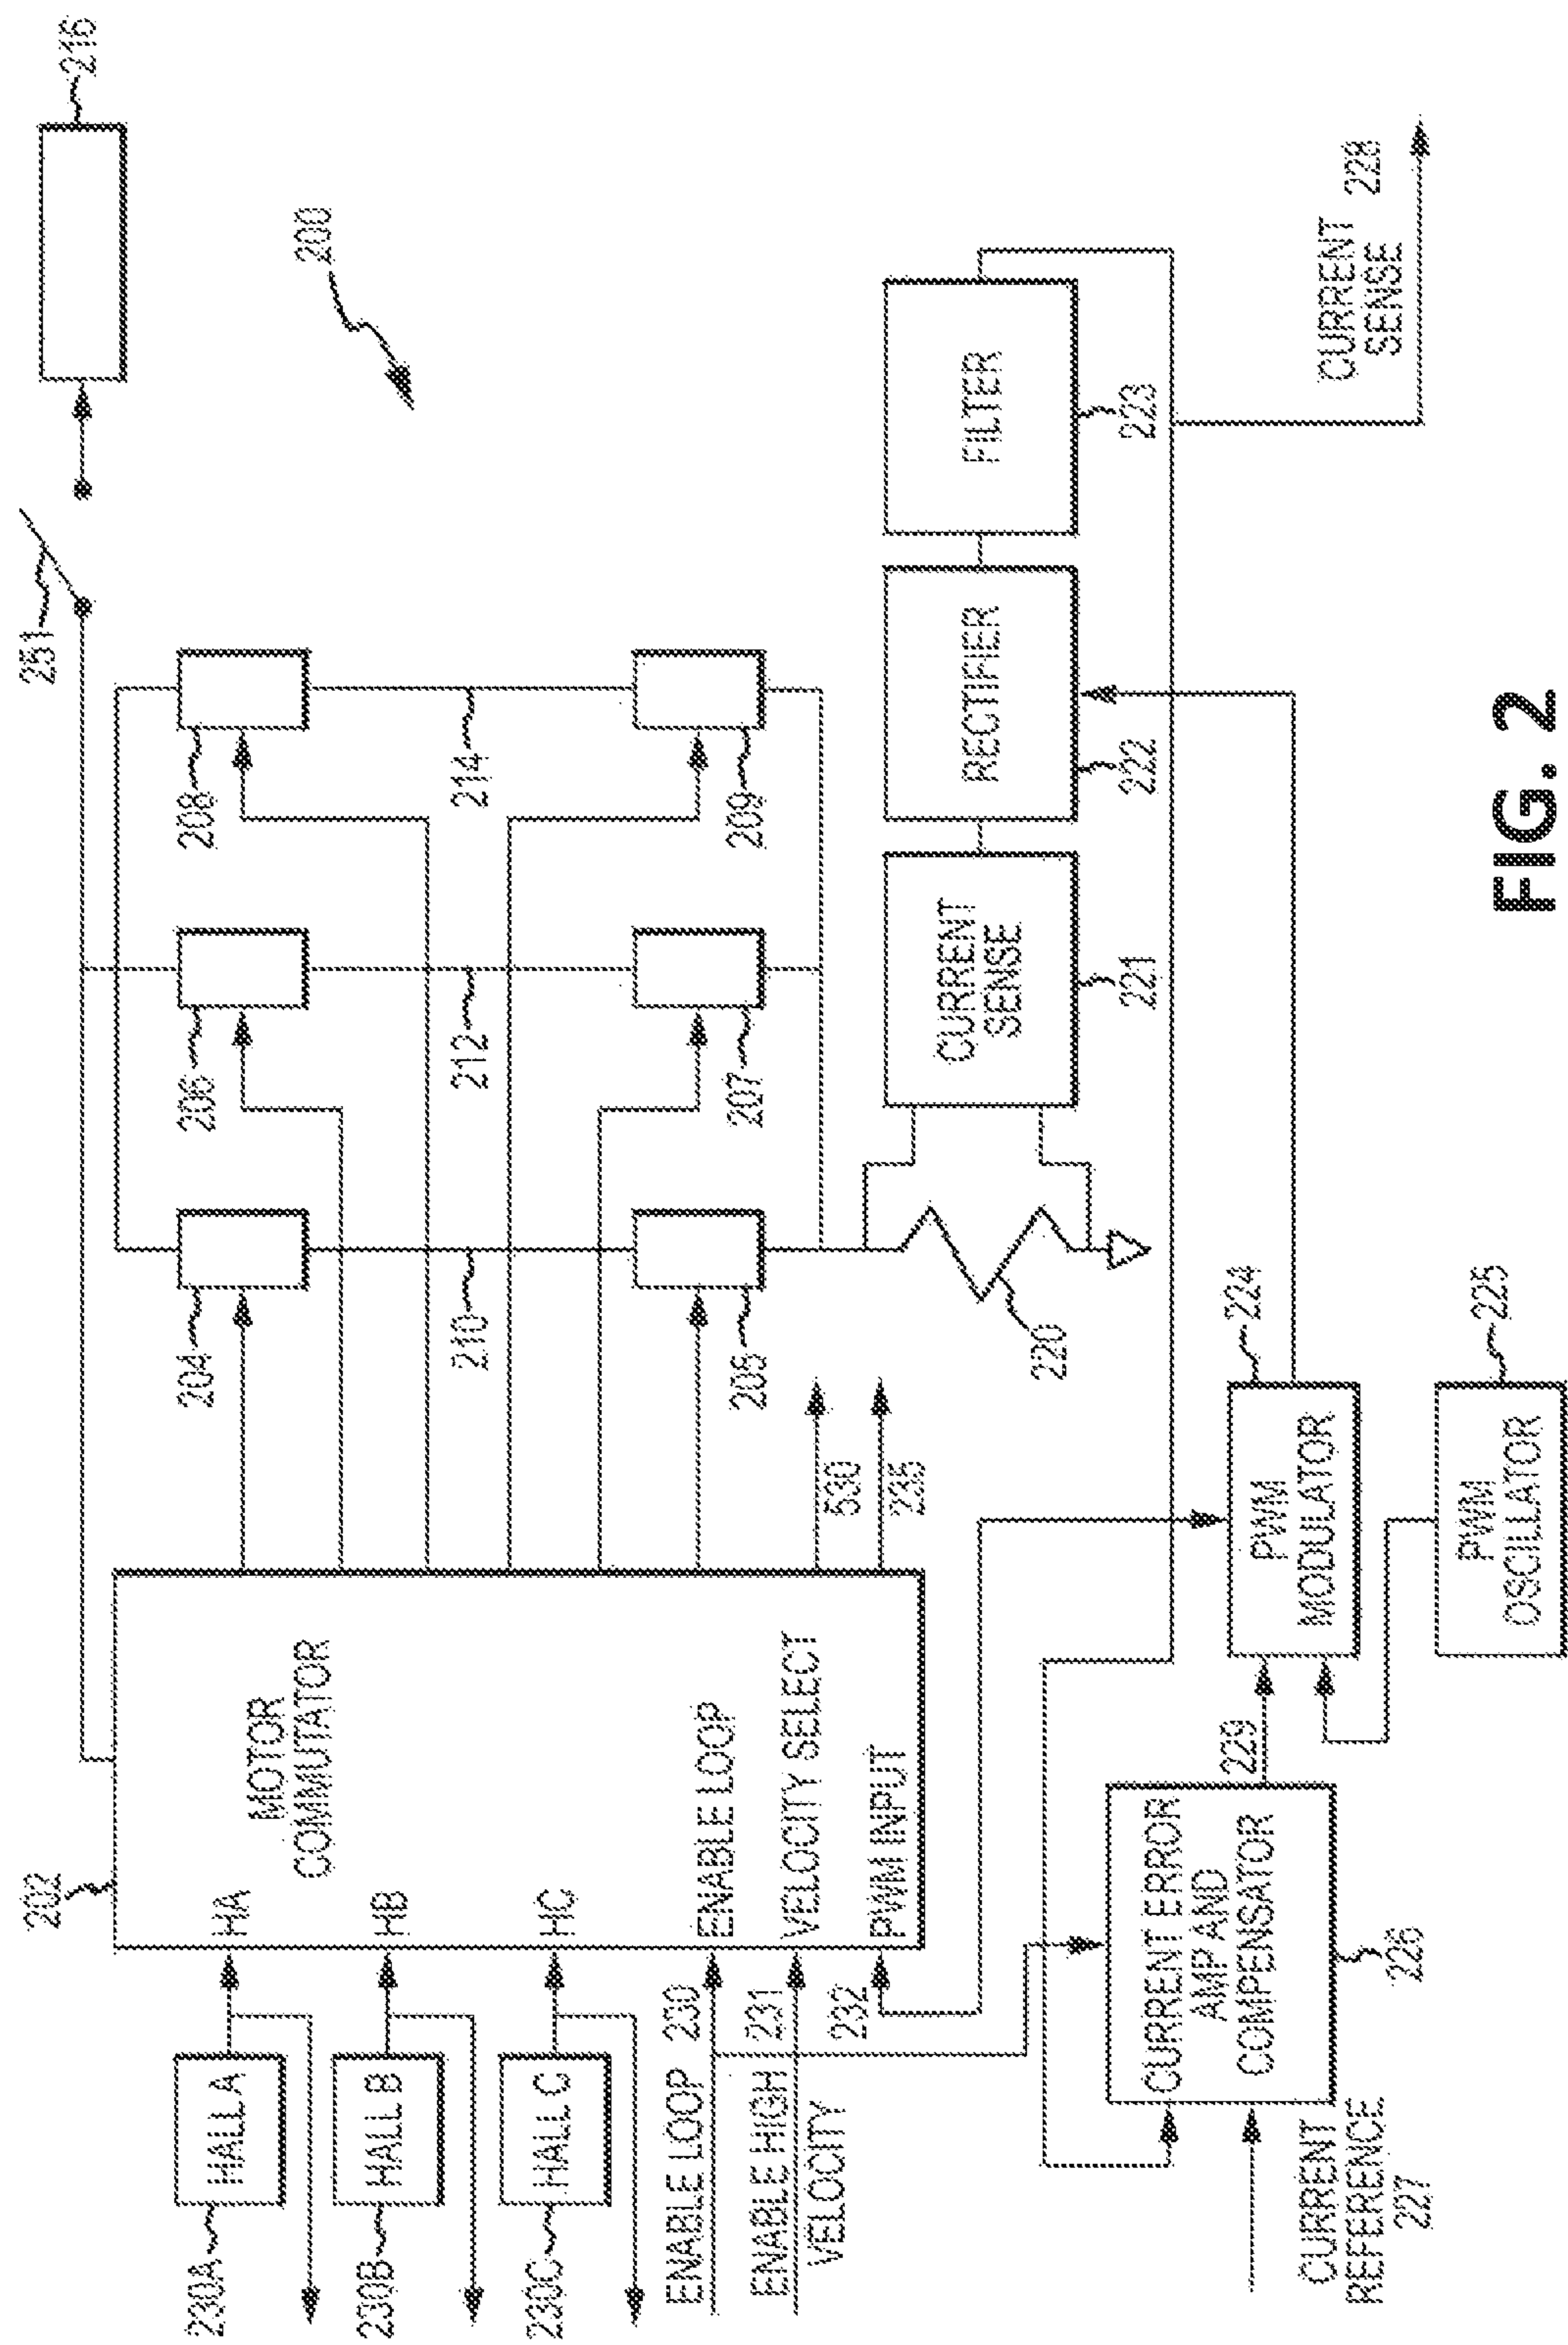 216
251
200
208
206
204
214
212
210
209
207
205
202
MOTOR
COMMUTATOR
HA
HB
HC
ENABLE LOOP
VELOCITY SELECT
PWM INPUT
HALL A
230A
HALL B
230B
HALL C
230C
ENABLE LOOP 230
ENABLE HIGH 231
VELOCITY
232
530
235
220
CURRENT
SENSE
221
RECTIFIER
222
FILTER
223
CURRENT
SENSE 228
PWM
MODULATOR
224
PWM
OSCILLATOR
225
CURRENT ERROR
AMP AND
COMPENSATOR
229
226
CURRENT
REFERENCE
227
FIG. 2